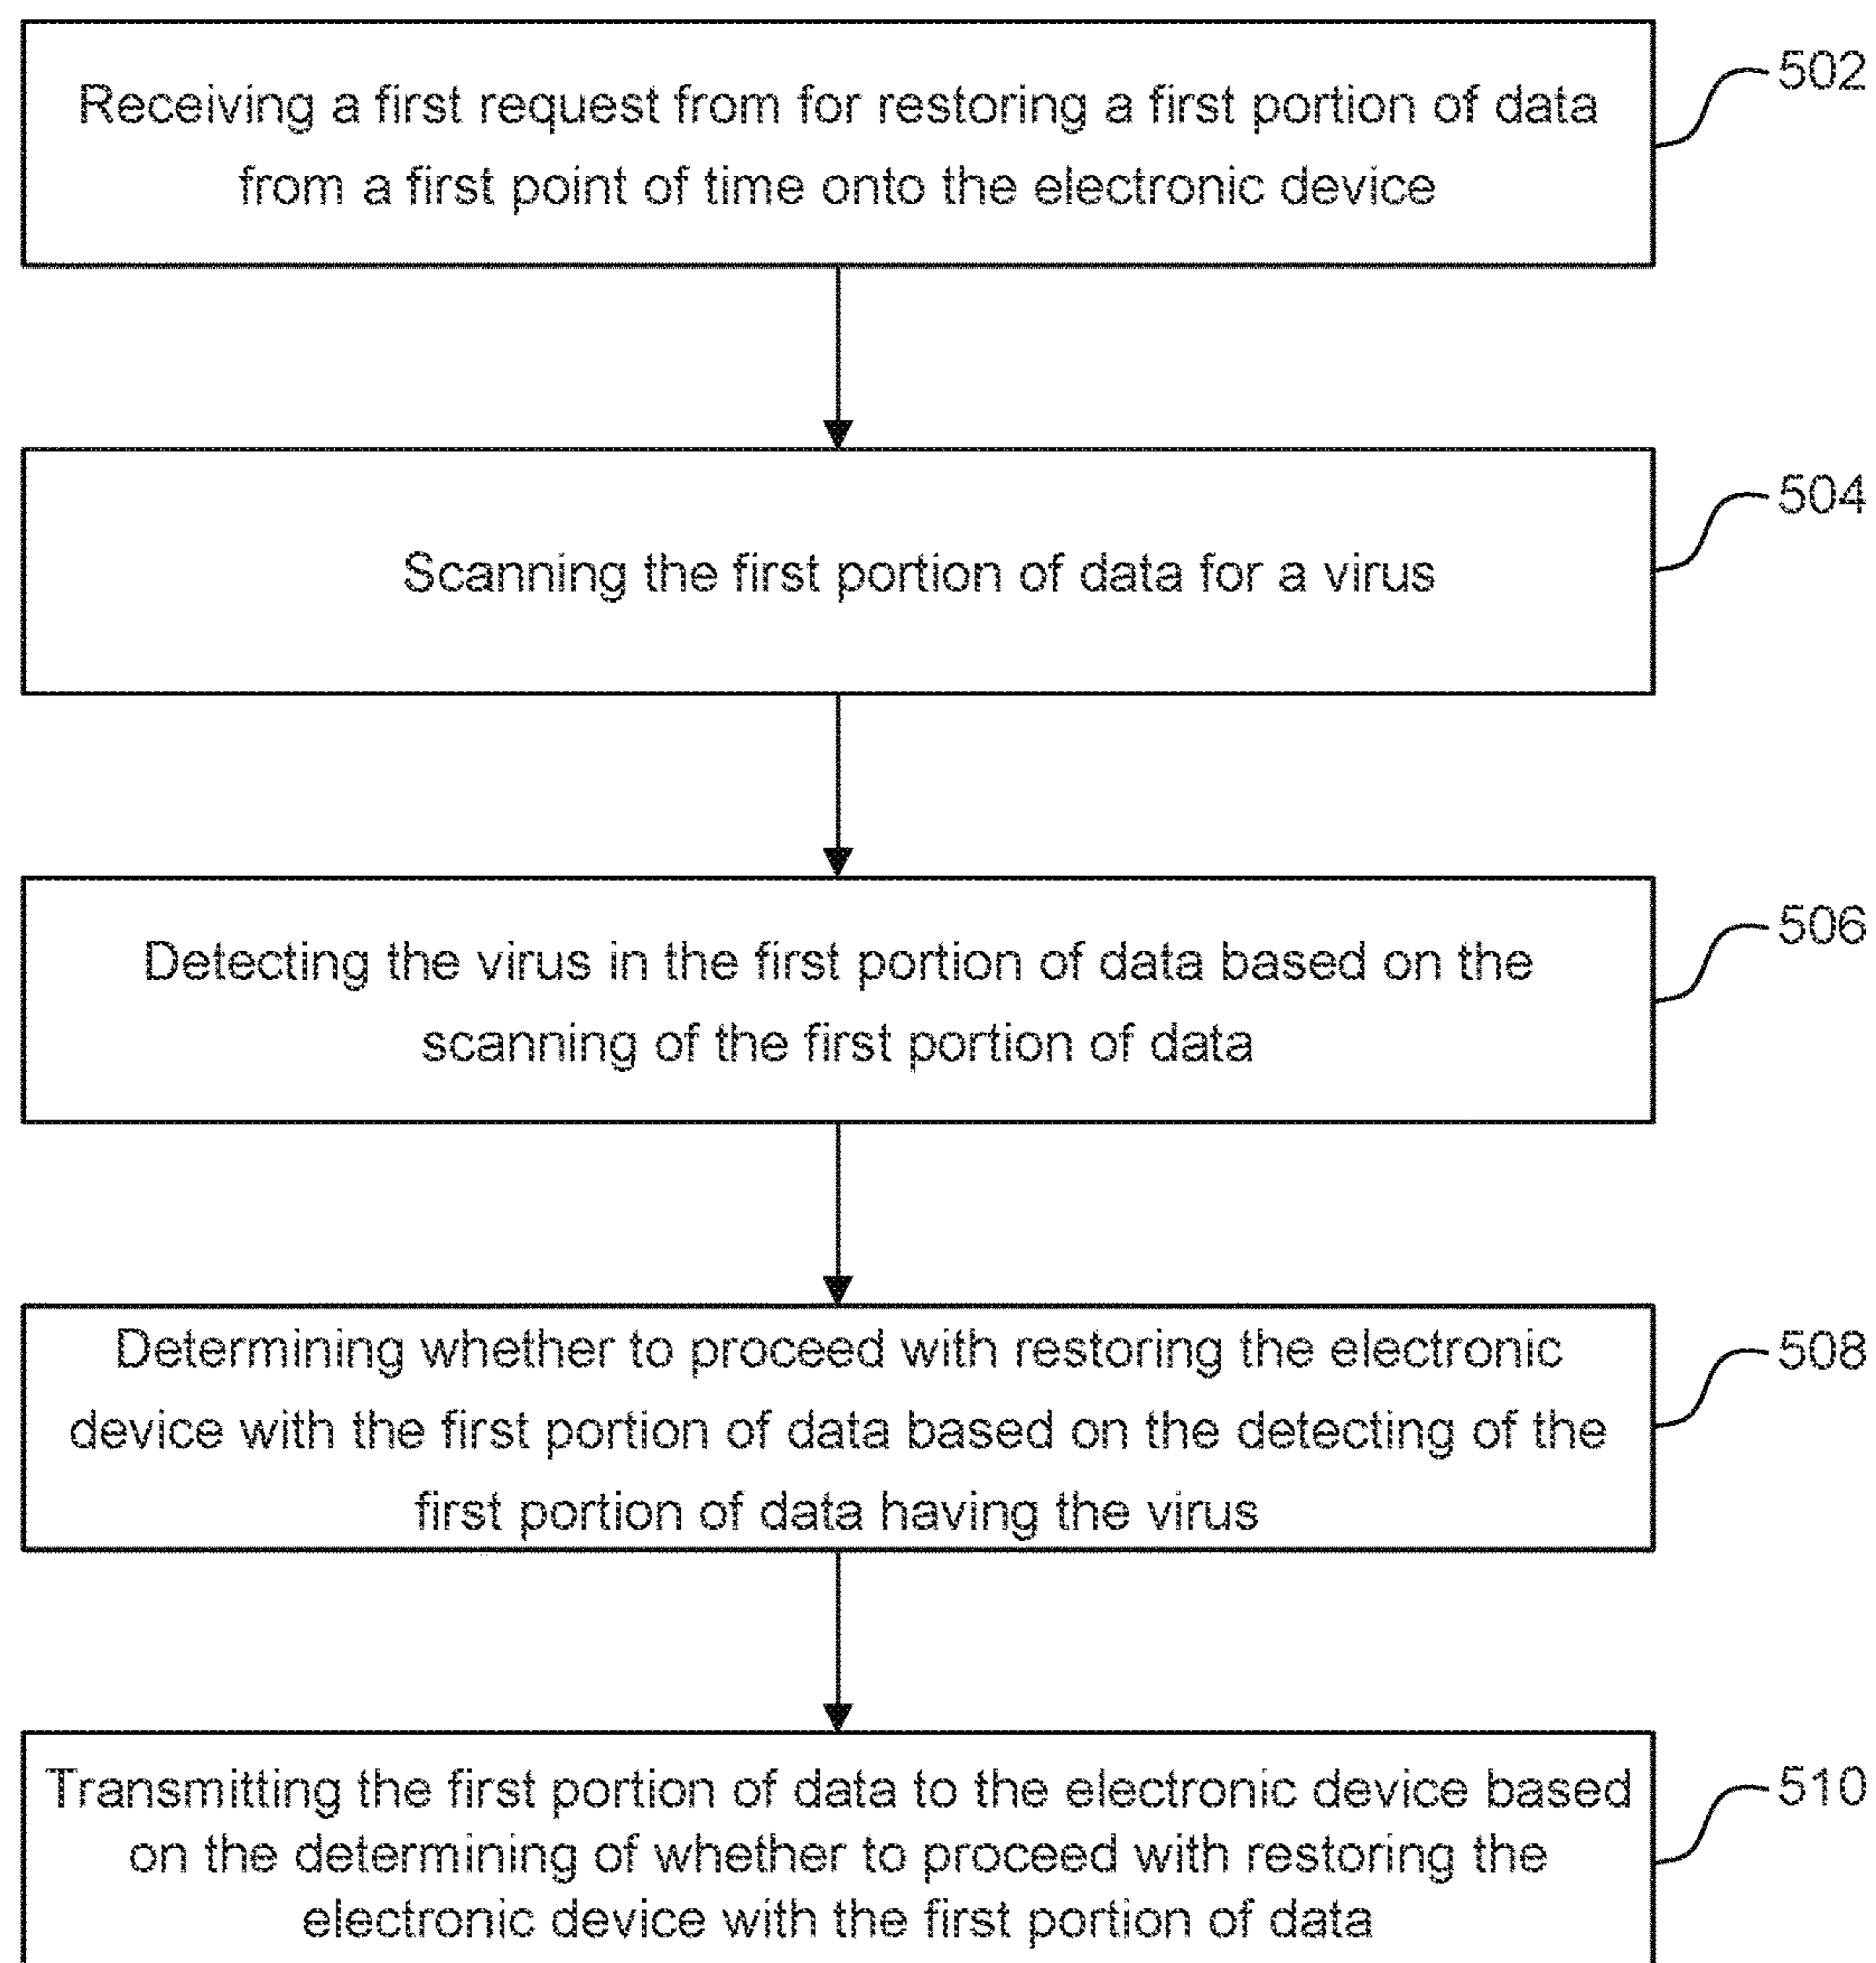 Receiving a first request from for restoring a first portion of data
from a first point of time onto the electronic device
502
Scanning the first portion of data for a virus
504
Detecting the virus in the first portion of data based on the
scanning of the first portion of data
506
Determining whether to proceed with restoring the electronic
device with the first portion of data based on the detecting of the
first portion of data having the virus
508
Transmitting the first portion of data to the electronic device based
on the determining of whether to proceed with restoring the
electronic device with the first portion of data
510